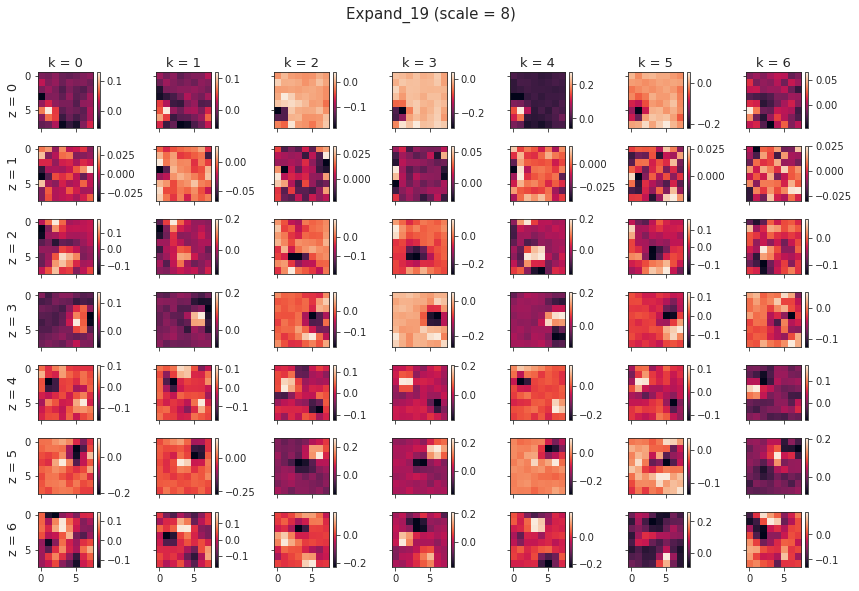 Expand_19 (scale = 8)
k = 0 k = 1 k = 2 k = 3 k = 4 k = 5 k = 6
z = 0 0 5 0.1 0.0 0.1 0.0 0.0 −0.1 0.0 −0.2 0.2 0.0 0.0 −0.2 0.05 0.00
z = 1 0 5 0.025 0.000 −0.025 0.00 −0.05 0.025 0.000 0.05 0.00 0.000 −0.025 0.025 0.000 0.025 0.000 −0.025
z = 2 0 5 0.1 0.0 −0.1 0.2 0.0 0.0 −0.1 0.0 −0.2 0.2 0.0 0.1 0.0 −0.1 0.0 −0.1
z = 3 0 5 0.1 0.0 0.2 0.0 0.0 −0.1 0.0 −0.2 0.2 0.0 0.1 0.0 −0.1 0.0 −0.1
z = 4 0 5 0.1 0.0 −0.1 0.1 0.0 −0.1 0.1 0.0 −0.1 0.2 0.0 0.0 −0.2 0.1 0.0 −0.1 0.1 0.0
z = 5 0 5 0.0 −0.2 0.00 −0.25 0.2 0.0 0.2 0.0 0.0 −0.2 0.0 −0.1 0.2 0.0
z = 6 0 5 0.1 0.0 −0.1 0.1 0.0 −0.1 0.0 −0.2 0.2 0.0 0.0 −0.2 0.2 0.0 0.0 −0.1
0 5 0 5 0 5 0 5 0 5 0 5 0 5